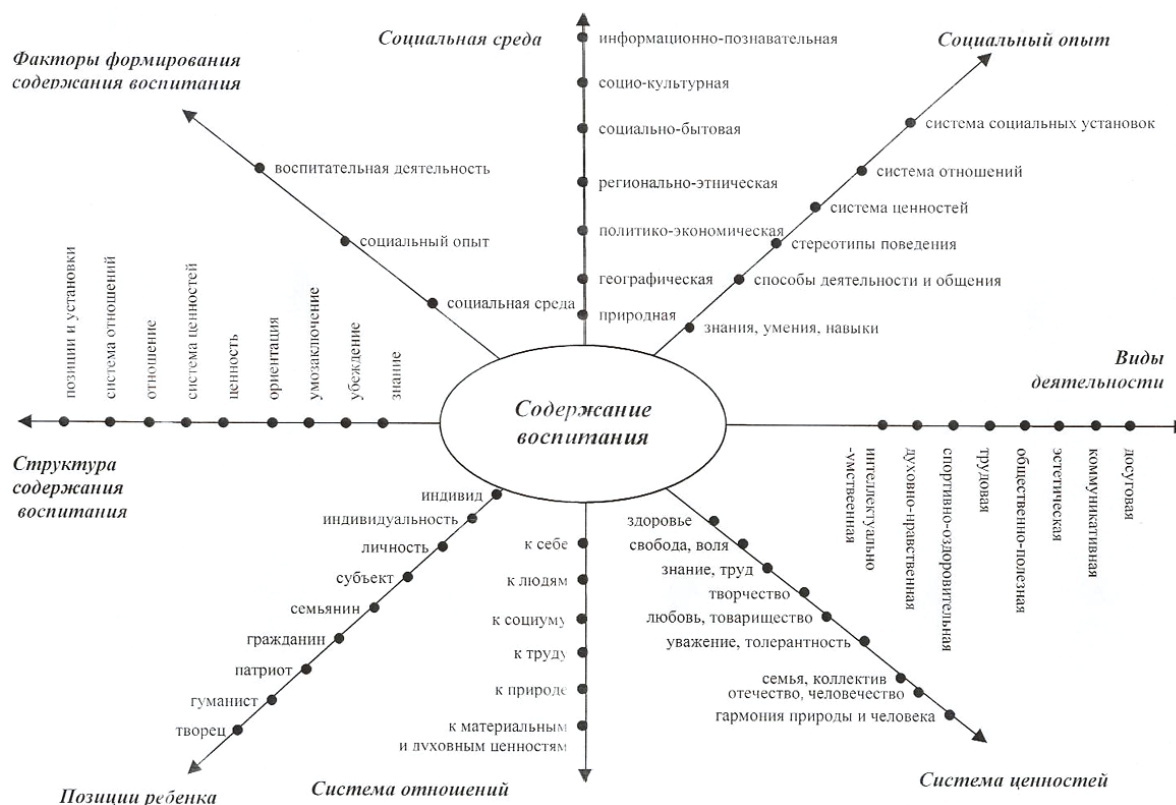 Социальная среда
информационно-познавательная
социо-культурная
социально-бытовая
регионально-этническая
политико-экономическая
географическая
природная
Социальный опыт
система социальных установок
система отношений
система ценностей
стереотипы поведения
способы деятельности и общения
знания, умения, навыки
Факторы формирования
содержания воспитания
воспитательная деятельность
социальный опыт
социальная среда
позиции и установки
система отношений
отношение
система ценностей
ценность
ориентация
умозаключение
убеждение
знание
Структура
содержания
воспитания
Содержание
воспитания
Виды
деятельности
интеллектуально
-умственная
духовно-нравственная
спортивно-оздоровительная
трудовая
общественно-полезная
эстетическая
коммуникативная
досуговая
индивид
индивидуальность
личность
субъект
семьянин
гражданин
патриот
гуманист
творец
Позиции ребенка
к себе
к людям
к социуму
к труду
к природе
к материальным
и духовным ценностям
Система отношений
здоровье
свобода, воля
знание, труд
творчество
любовь, товарищество
уважение, толерантность
семья, коллектив
отечество, человечество
гармония природы и человека
Система ценностей